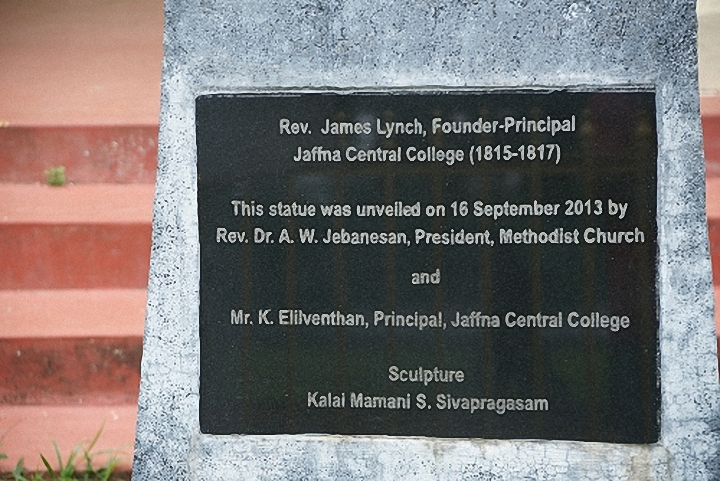 Rev. James Lynch, Founder-Principal
Jaffna Central College (1815-1817)
This statue was unveiled on 16 September 2013 by
Rev. Dr. A. W. Jebanesan, President, Methodist Church
and
Mr. K. Elilventhan, Principal, Jaffna Central College
Sculpture
Kalai Mamani S. Sivapragasam